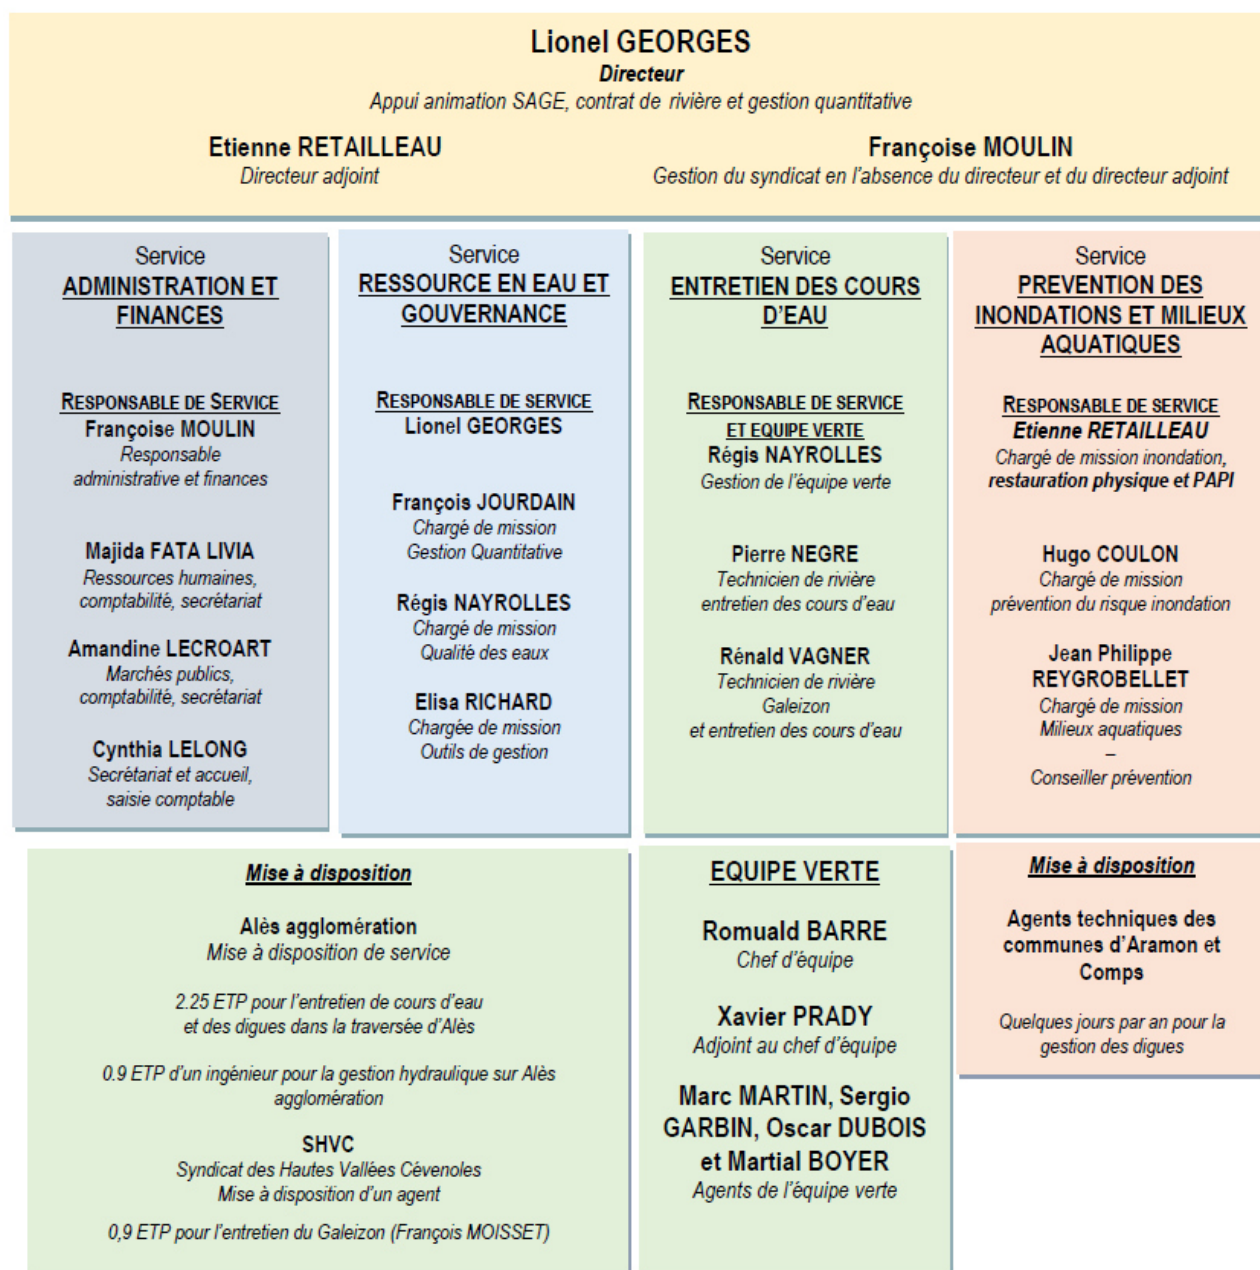 Lionel GEORGES
Directeur
Appui animation SAGE, contrat de rivière et gestion quantitative
Etienne RETAILLEAU
Directeur adjoint
Françoise MOULIN
Gestion du syndicat en l'absence du directeur et du directeur adjoint
Service
ADMINISTRATION ET
FINANCES
RESPONSABLE DE SERVICE
Françoise MOULIN
Responsable
administrative et finances
Majida FATA LIVIA
Ressources humaines,
comptabilité, secrétariat
Amandine LECROART
Marchés publics,
comptabilité, secrétariat
Cynthia LELONG
Secrétariat et accueil,
saisie comptable
Service
RESSOURCE EN EAU ET
GOUVERNANCE
RESPONSABLE DE SERVICE
Lionel GEORGES
François JOURDAIN
Chargé de mission
Gestion Quantitative
Régis NAYROLLES
Chargé de mission
Qualité des eaux
Elisa RICHARD
Chargée de mission
Outils de gestion
Service
ENTRETIEN DES COURS
D'EAU
RESPONSABLE DE SERVICE
ET EQUIPE VERTE
Régis NAYROLLES
Gestion de l'équipe verte
Pierre NEGRE
Technicien de rivière
entretien des cours d'eau
Rénald VAGNER
Technicien de rivière
Galeizon
et entretien des cours d'eau
Service
PREVENTION DES
INONDATIONS ET MILIEUX
AQUATIQUES
RESPONSABLE DE SERVICE
Etienne RETAILLEAU
Chargé de mission inondation,
restauration physique et PAPI
Hugo COULON
Chargé de mission
prévention du risque inondation
Jean Philippe
REYGROBELLET
Chargé de mission
Milieux aquatiques
–
Conseiller prévention
Mise à disposition
Alès agglomération
Mise à disposition de service
2.25 ETP pour l'entretien de cours d'eau
et des digues dans la traversée d'Alès
0.9 ETP d'un ingénieur pour la gestion hydraulique sur Alès
agglomération
SHVC
Syndicat des Hautes Vallées Cévenoles
Mise à disposition d'un agent
0,9 ETP pour l'entretien du Galeizon (François MOISSET)
EQUIPE VERTE
Romuald BARRE
Chef d'équipe
Xavier PRADY
Adjoint au chef d'équipe
Marc MARTIN, Sergio
GARBIN, Oscar DUBOIS
et Martial BOYER
Agents de l'équipe verte
Mise à disposition
Agents techniques des
communes d'Aramon et
Comps
Quelques jours par an pour la
gestion des digues